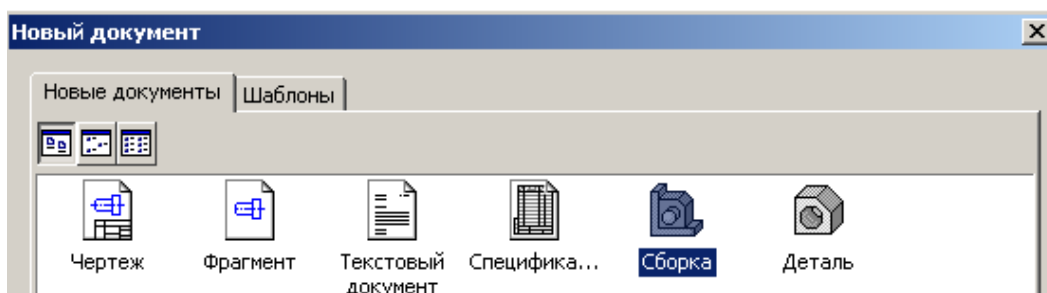 Новый документ
Новые документы Шаблоны
Чертеж Фрагмент Текстовый документ Специфика... Сборка Деталь